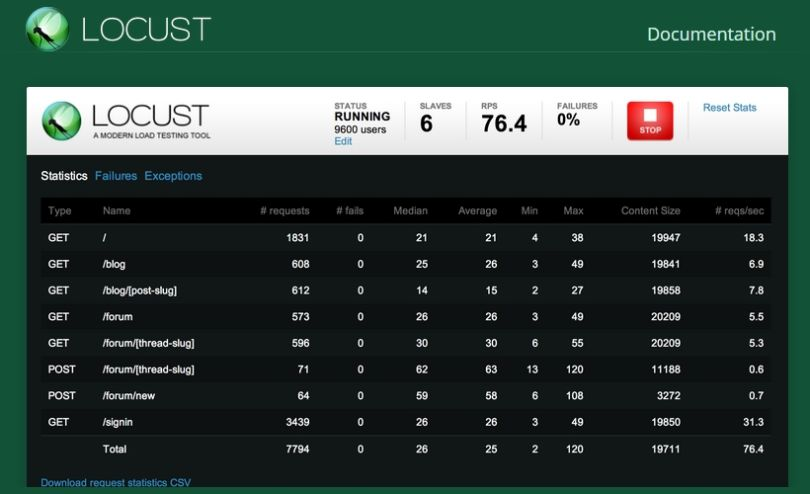 LOCUST
Documentation
LOCUST
A MODERN LOAD TESTING TOOL
STATUS
RUNNING
9600 users
Edit
SLAVES
6
RPS
76.4
FAILURES
0%
STOP
Reset Stats
Statistics Failures Exceptions
Type Name # requests # fails Median Average Min Max Content Size # reqs/sec
GET / 1831 0 21 21 4 38 19947 18.3
GET /blog 608 0 25 26 3 49 19841 6.9
GET /blog/[post-slug] 612 0 14 15 2 27 19858 7.8
GET /forum 573 0 26 26 3 49 20209 5.5
GET /forum/[thread-slug] 596 0 30 30 6 55 20209 5.3
POST /forum/[thread-slug] 71 0 62 63 13 120 11188 0.6
POST /forum/new 64 0 59 58 6 108 3272 0.7
GET /signin 3439 0 26 26 3 49 19850 31.3
Total 7794 0 26 25 2 120 19711 76.4
Download request statistics CSV